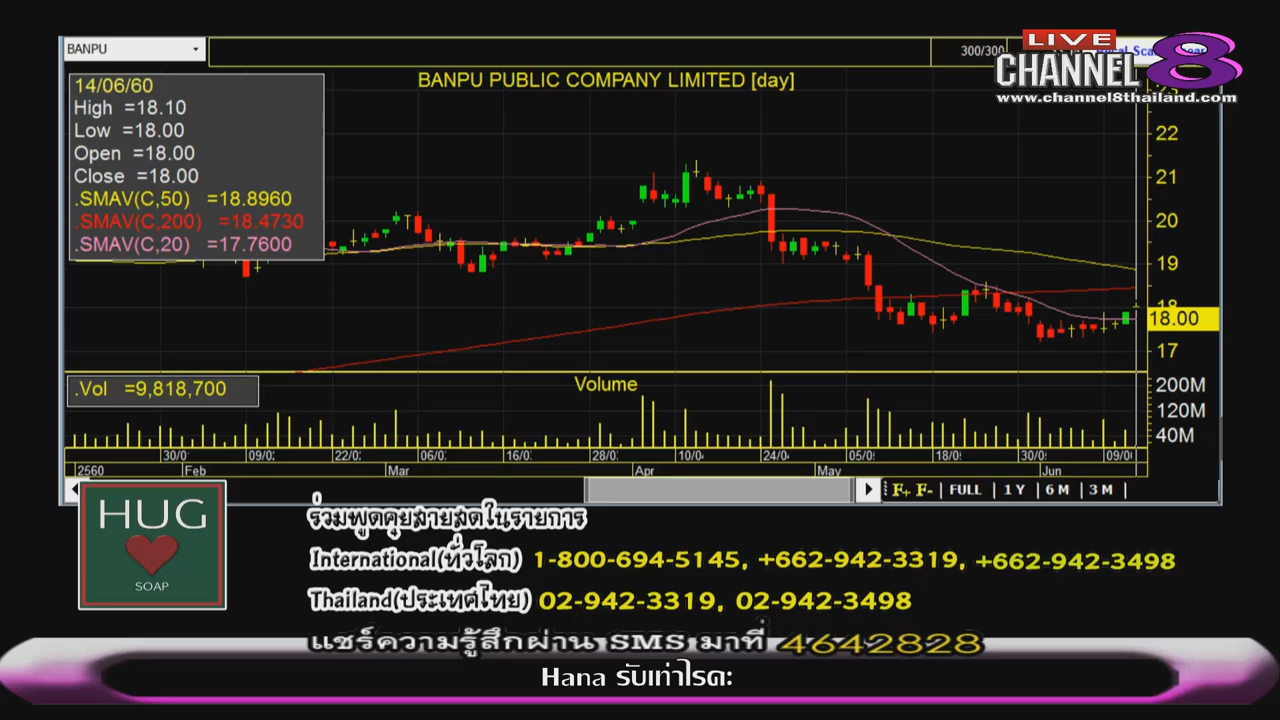 BANPU
300/300
LIVE
CHANNEL 8
www.channel8thailand.com
BANPU PUBLIC COMPANY LIMITED [day]
14/06/60
High =18.10
Low =18.00
Open =18.00
Close =18.00
.SMAV(C,50) =18.8960
.SMAV(C,200) =18.4730
.SMAV(C,20) =17.7600
23
22
21
20
19
18
18.00
17
.Vol =9,818,700
Volume
200M
120M
40M
30/0 09/0 22/0 06/0 16/0 28/0 10/0 24/0 05/0 18/0 30/0 09/0
2560 Feb Mar Apr May Jun
F+ F- FULL 1 Y 6 M 3 M
HUG
SOAP
ร่วมพูดคุยสายสดในรายการ
International(ทั่วโลก) 1-800-694-5145, +662-942-3319, +662-942-3498
Thailand(ประเทศไทย) 02-942-3319, 02-942-3498
แชร์ความรู้สึกผ่าน SMS มาที่ 4642828
Hana รับเท่าไรคะ